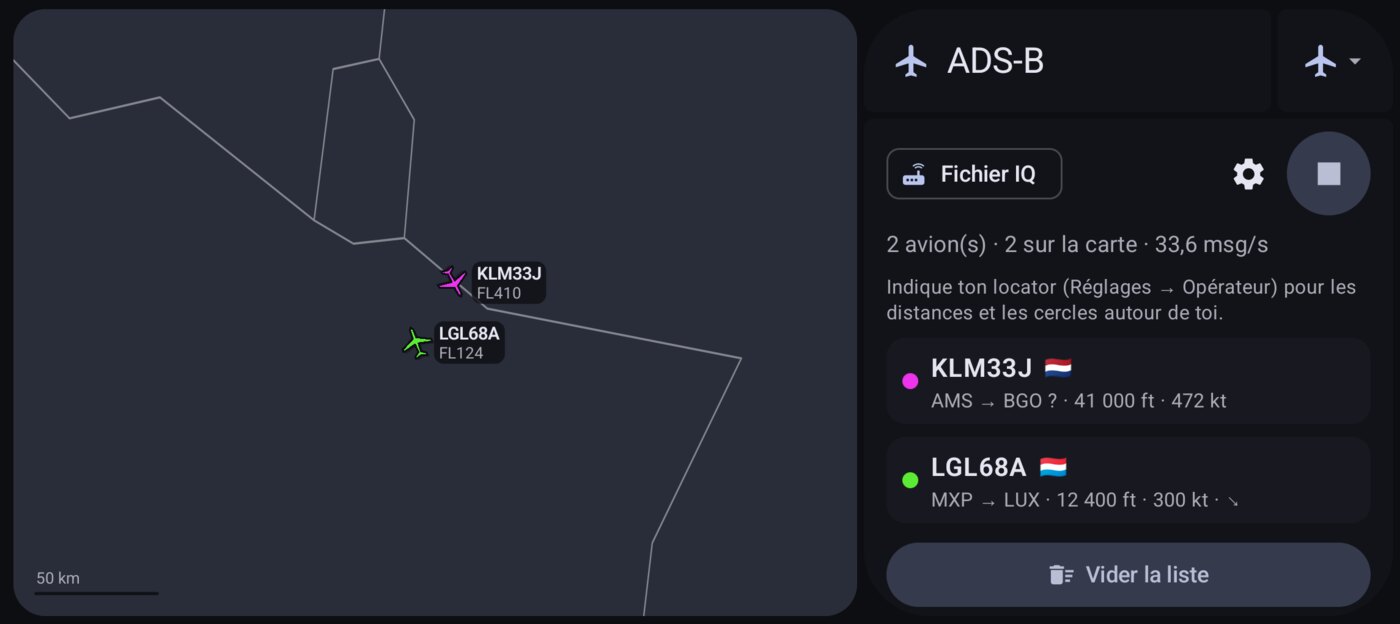 KLM33J
FL410
LGL68A
FL124
50 km
ADS-B
Fichier IQ
2 avion(s) · 2 sur la carte · 33,6 msg/s
Indique ton locator (Réglages → Opérateur) pour les
distances et les cercles autour de toi.
KLM33J 🇳🇱
AMS → BGO ? · 41 000 ft · 472 kt
LGL68A 🇱🇺
MXP → LUX · 12 400 ft · 300 kt · ↘
Vider la liste